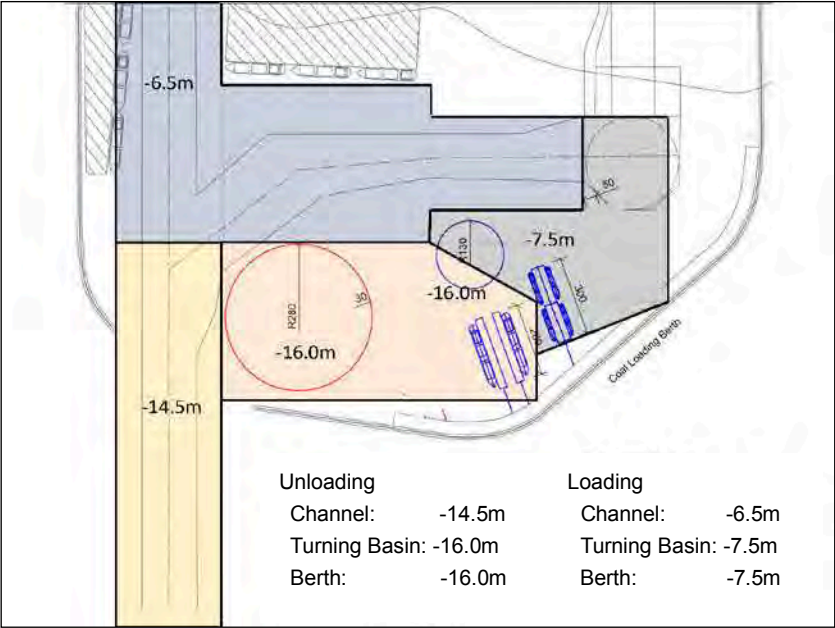 -6.5m
50
-7.5m
R130
300
-16.0m
30
R280
-16.0m
Coal Loading Berth
-14.5m
Unloading
Channel: -14.5m
Turning Basin: -16.0m
Berth: -16.0m
Loading
Channel: -6.5m
Turning Basin: -7.5m
Berth: -7.5m